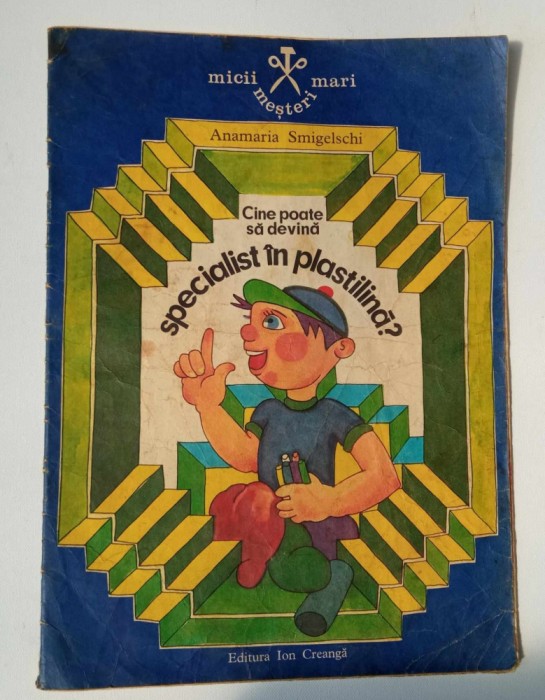 micii meșteri mari
Anamaria Smigelschi
Cine poate
să devină
specialist în plastilină?
Editura Ion Creangă